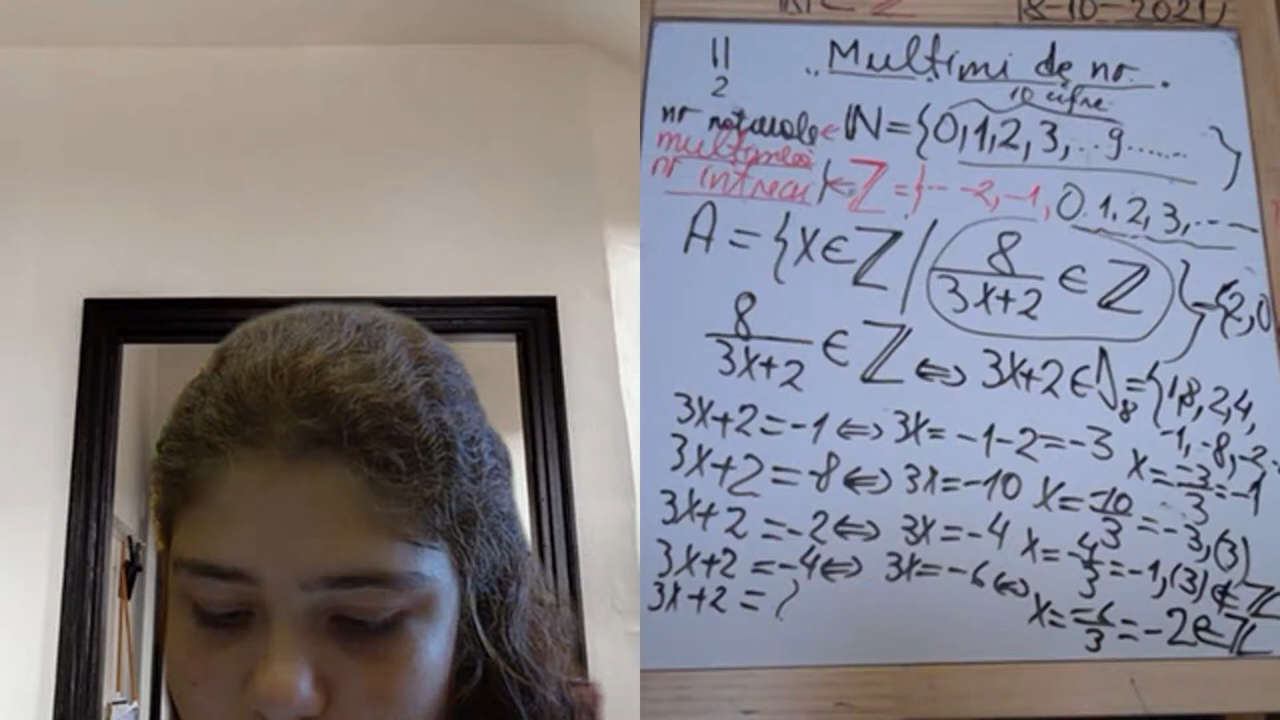 18-10-2021
11
2
„Multimi de nr.
10 cifre
nr naturale ← ℕ={0,1,2,3,..9......}
multimea
nr intregi ← ℤ={-- -2,-1,0.1,2,3,.---
A={x∈ℤ/ 8/3x+2 ∈ℤ}={2,0
8/3x+2 ∈ℤ⇔3x+2∈D8={1,8,2,4,
-1,-8,-2.
3x+2=-1⇔3x=-1-2=-3 x=-3/3=-1
3x+2=-8⇔3x=-10 x=-10/3=-3,(3)
3x+2=-2⇔3x=-4 x=-4/3=-1,(3)∉ℤ
3x+2=-4⇔3x=-6⇔ x=-6/3=-2∈ℤ
3x+2=?